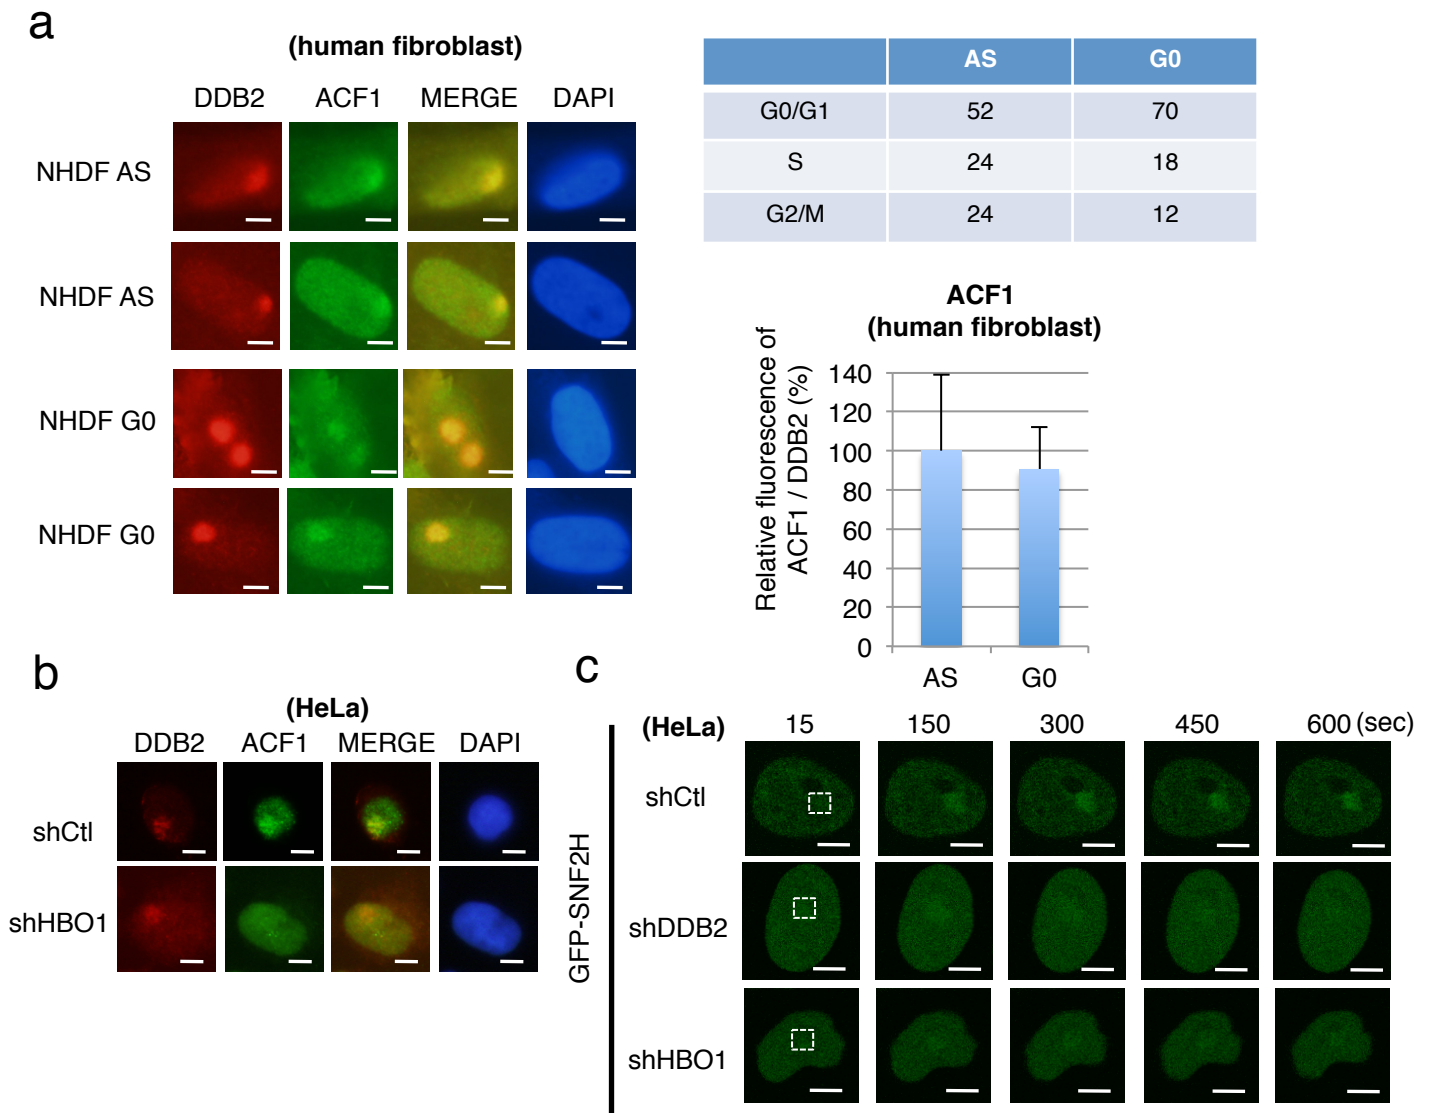 a
(human fibroblast)
DDB2 ACF1 MERGE DAPI
NHDF AS
NHDF AS
NHDF G0
NHDF G0
AS G0
G0/G1 52 70
S 24 18
G2/M 24 12
ACF1
(human fibroblast)
Relative fluorescence of
ACF1 / DDB2 (%)
140
120
100
80
60
40
20
0
AS G0
b
(HeLa)
DDB2 ACF1 MERGE DAPI
shCtl
shHBO1
c
(HeLa) 15 150 300 450 600 (sec)
GFP-SNF2H
shCtl
shDDB2
shHBO1